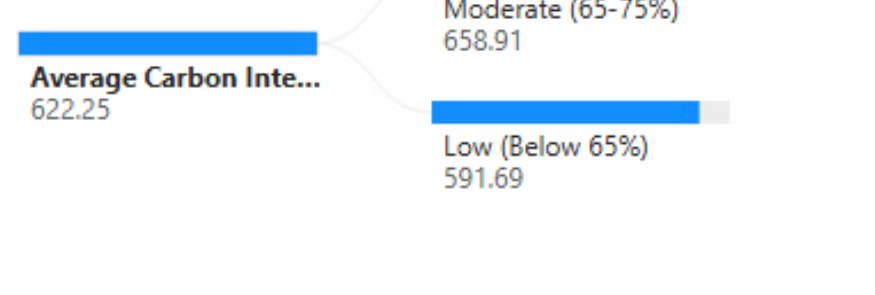 Moderate (65-75%)
658.91
Average Carbon Inte...
622.25
Low (Below 65%)
591.69